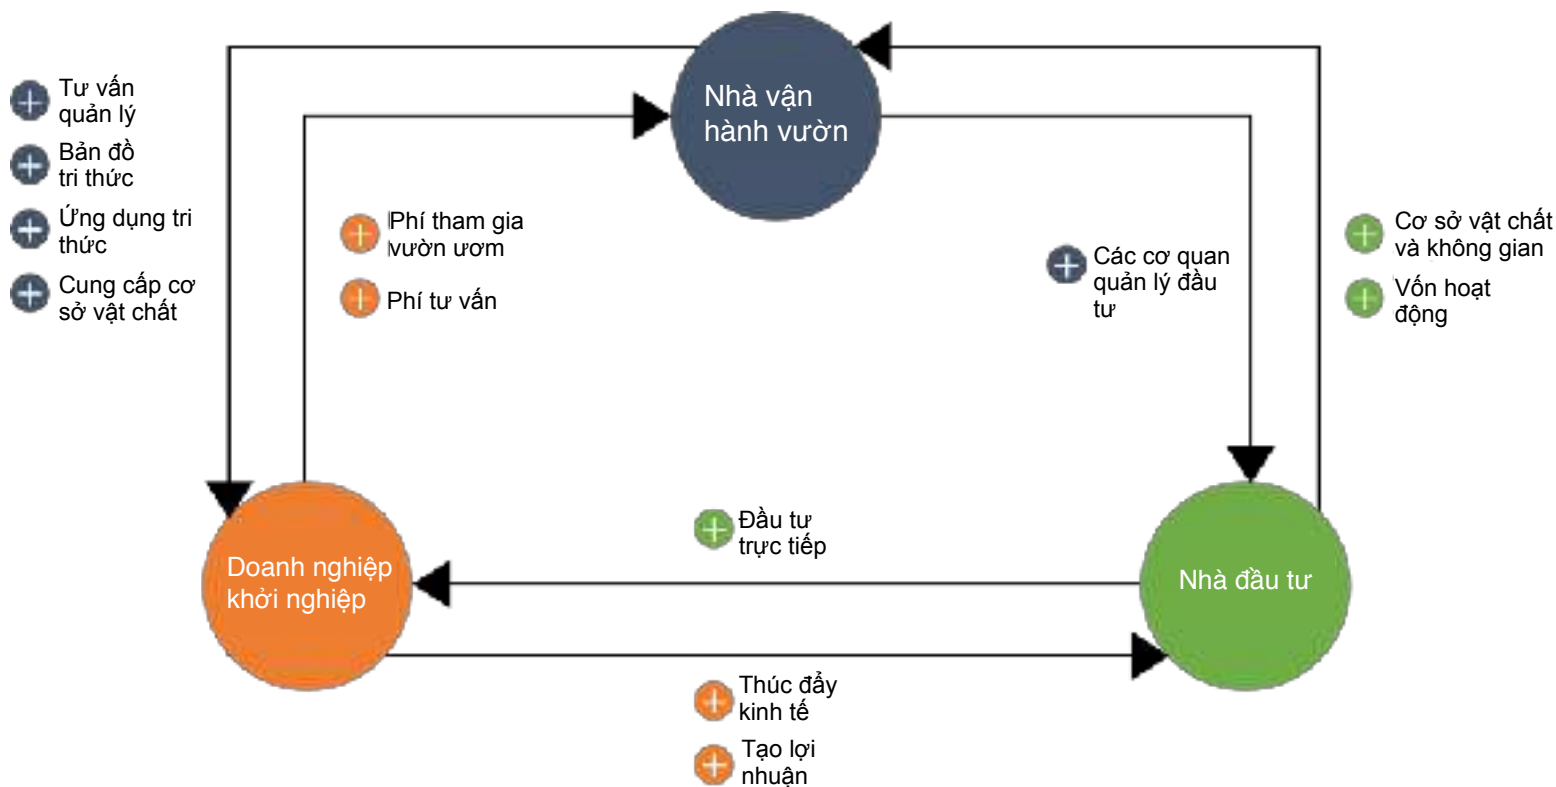 Nhà vận
hành vườn
Tư vấn
quản lý
Bản đồ
tri thức
Ứng dụng tri
thức
Cung cấp cơ
sở vật chất
Phí tham gia
vườn ươm
Phí tư vấn
Các cơ quan
quản lý đầu
tư
Cơ sở vật chất
và không gian
Vốn hoạt
động
Doanh nghiệp
khởi nghiệp
Đầu tư
trực tiếp
Nhà đầu tư
Thúc đẩy
kinh tế
Tạo lợi
nhuận